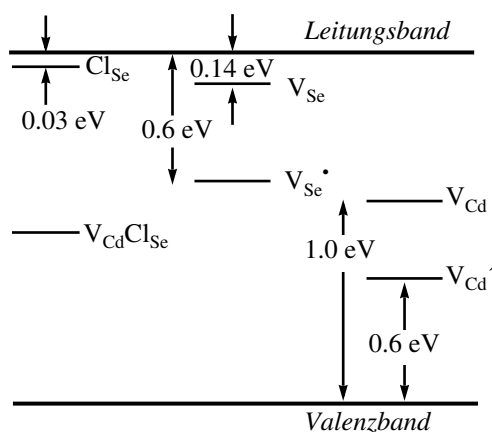 Leitungsband
Cl_Se
0.14 eV
V_Se
0.03 eV
0.6 eV
V_Se•
V_Cd
V_CdCl_Se
1.0 eV
V_Cd´
0.6 eV
Valenzband